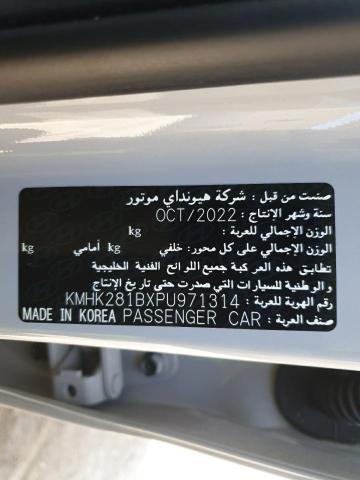 صنعت من قبل : شركة هيونداي موتور
سنة وشهر الإنتاج : OCT/2022
الوزن الإجمالي للعربة : kg
الوزن الإجمالي على كل محور: خلفي kg أمامي kg
تطابق هذه العركبة جميع اللوائح الفنية الخليجية
و الوطنية للسيارات التي صدرت حتى تاريخ الإنتاج
رقم الهوية للعربة : KMHK281BXPU971314
صنف العربة : PASSENGER CAR MADE IN KOREA